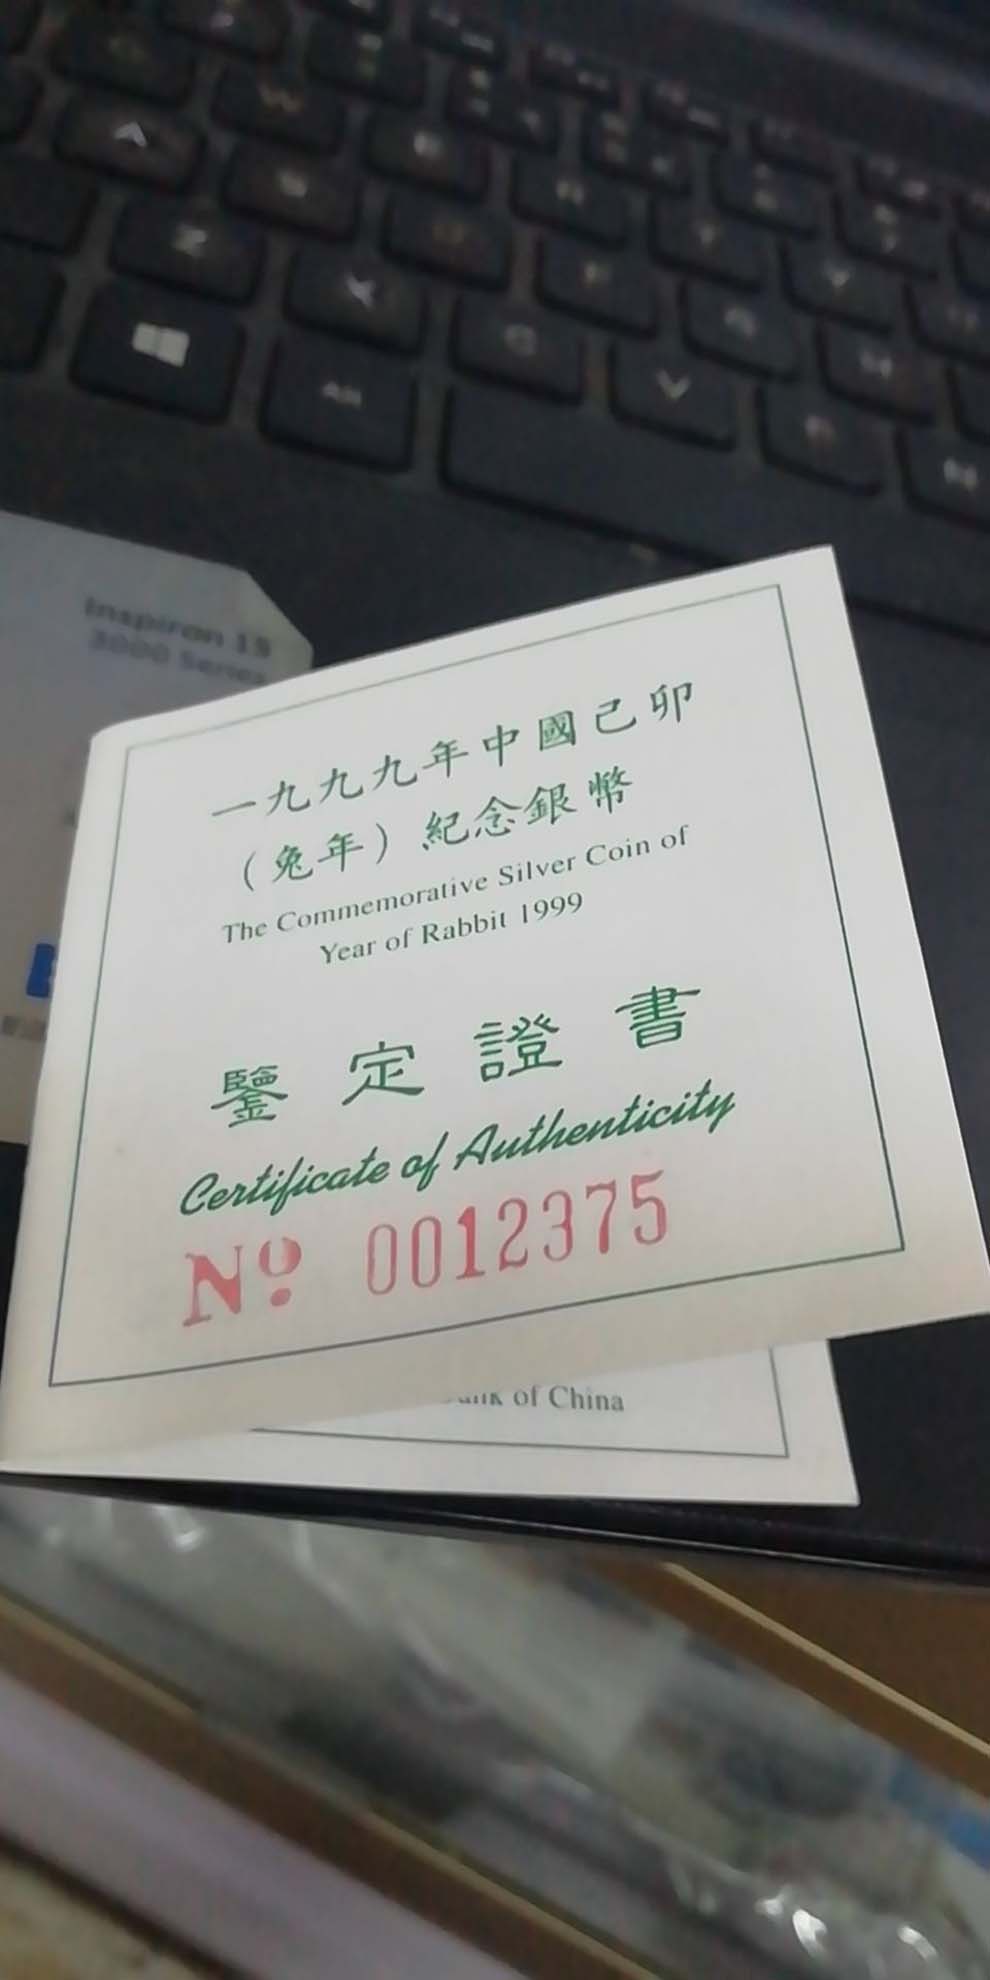 Inspiron 15
3000 Series
一九九九年中國己卯
（兔年）紀念銀幣
The Commemorative Silver Coin of
Year of Rabbit 1999
鑒定證書
Certificate of Authenticity
Nº 0012375
of China